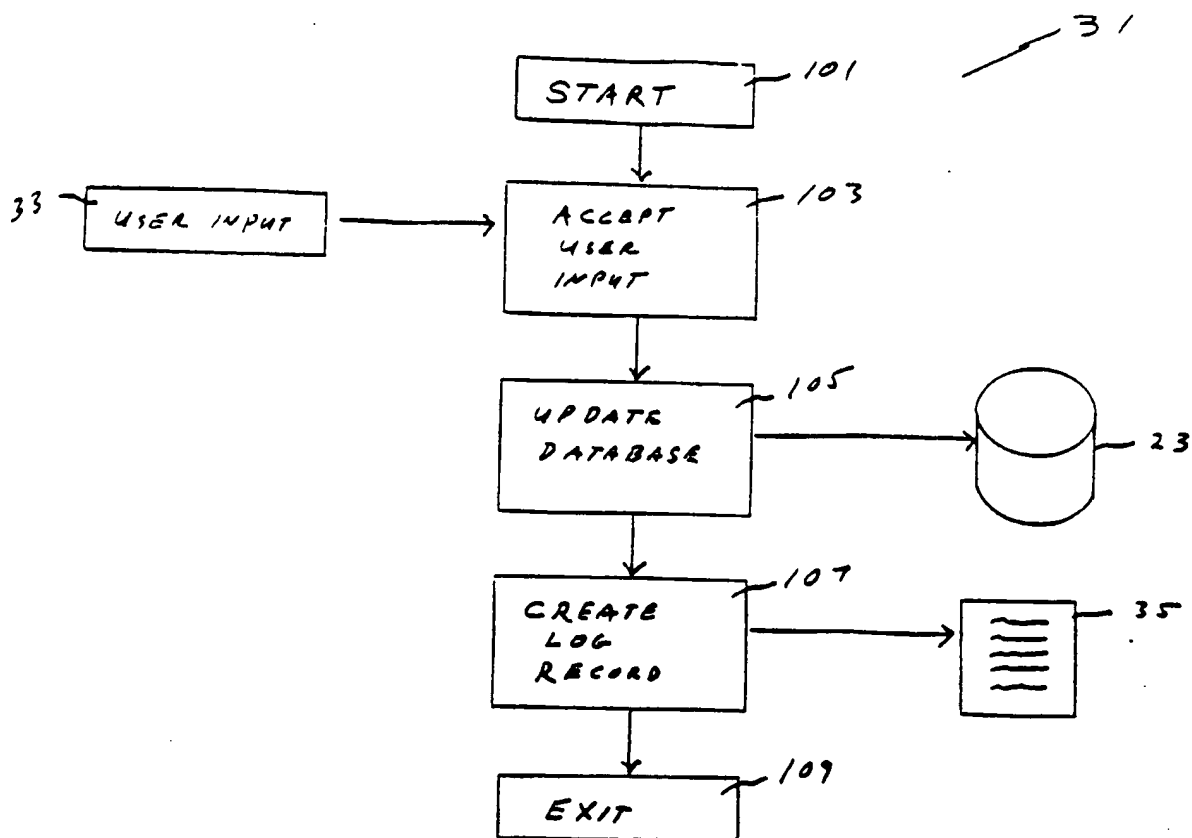 31
101
START
33
USER INPUT
103
ACCEPT
USER
INPUT
105
UPDATE
DATABASE
23
107
CREATE
LOG
RECORD
35
109
EXIT